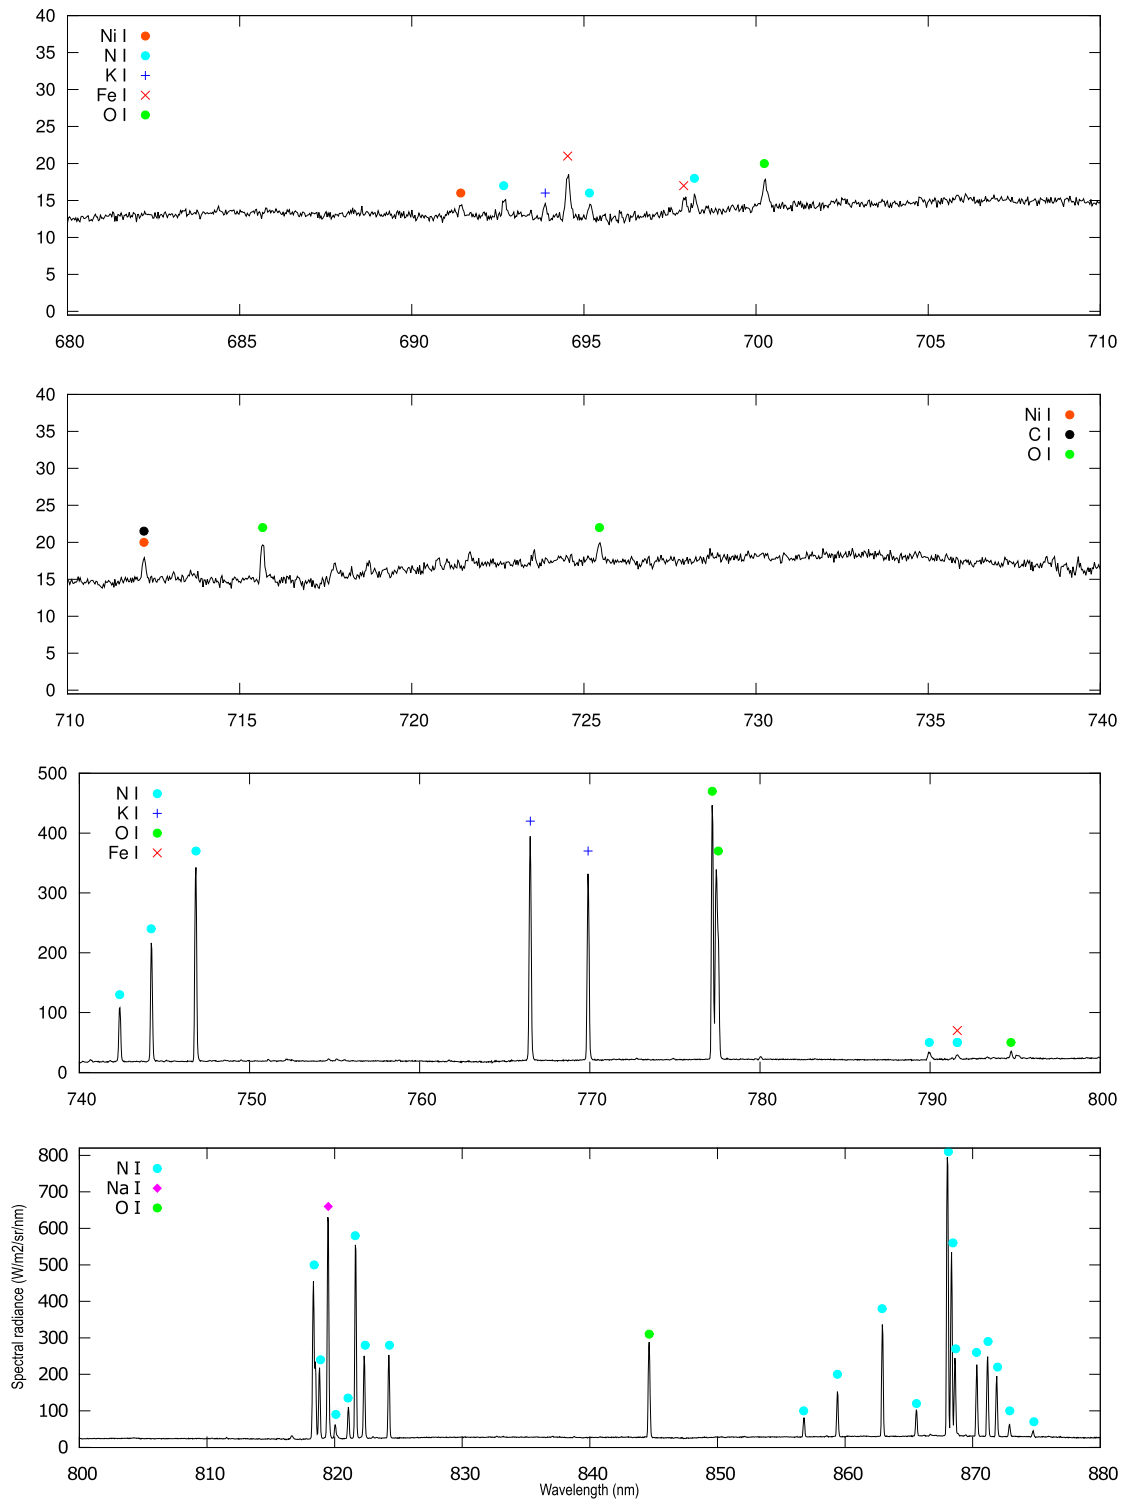 40
35
30
25
20
15
10
5
0
Ni I
N I
K I
Fe I
O I
680 685 690 695 700 705 710
40
35
30
25
20
15
10
5
0
Ni I
C I
O I
710 715 720 725 730 735 740
500
400
300
200
100
0
N I
K I
O I
Fe I
740 750 760 770 780 790 800
Spectral radiance (W/m2/sr/nm)
800
700
600
500
400
300
200
100
0
N I
Na I
O I
800 810 820 830 840 850 860 870 880
Wavelength (nm)